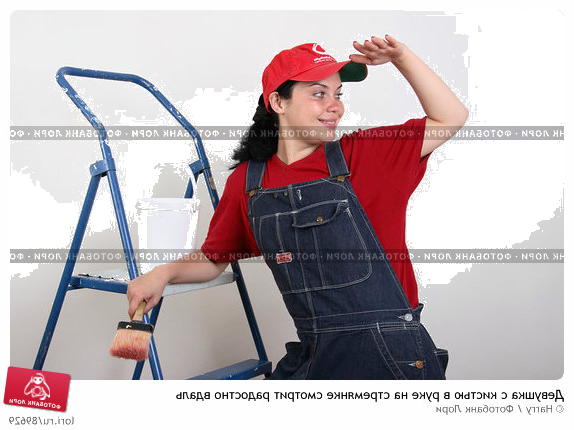 ФОТОБАНК ЛОРИ ФОТОБАНК ЛОРИ ФОТОБАНК ЛОРИ ФОТОБАНК ЛОРИ
ФОТОБАНК ЛОРИ ФОТОБАНК ЛОРИ ФОТОБАНК ЛОРИ ФОТОБАНК ЛОРИ
ФОТОБАНК ЛОРИ
Девушка с кистью в руке на стремянке смотрит радостно вдаль
© Harry / Фотобанк Лори
lori.ru/89629